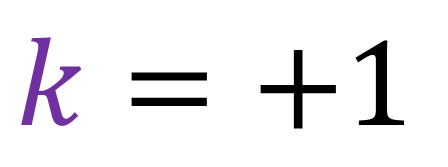 k = +1